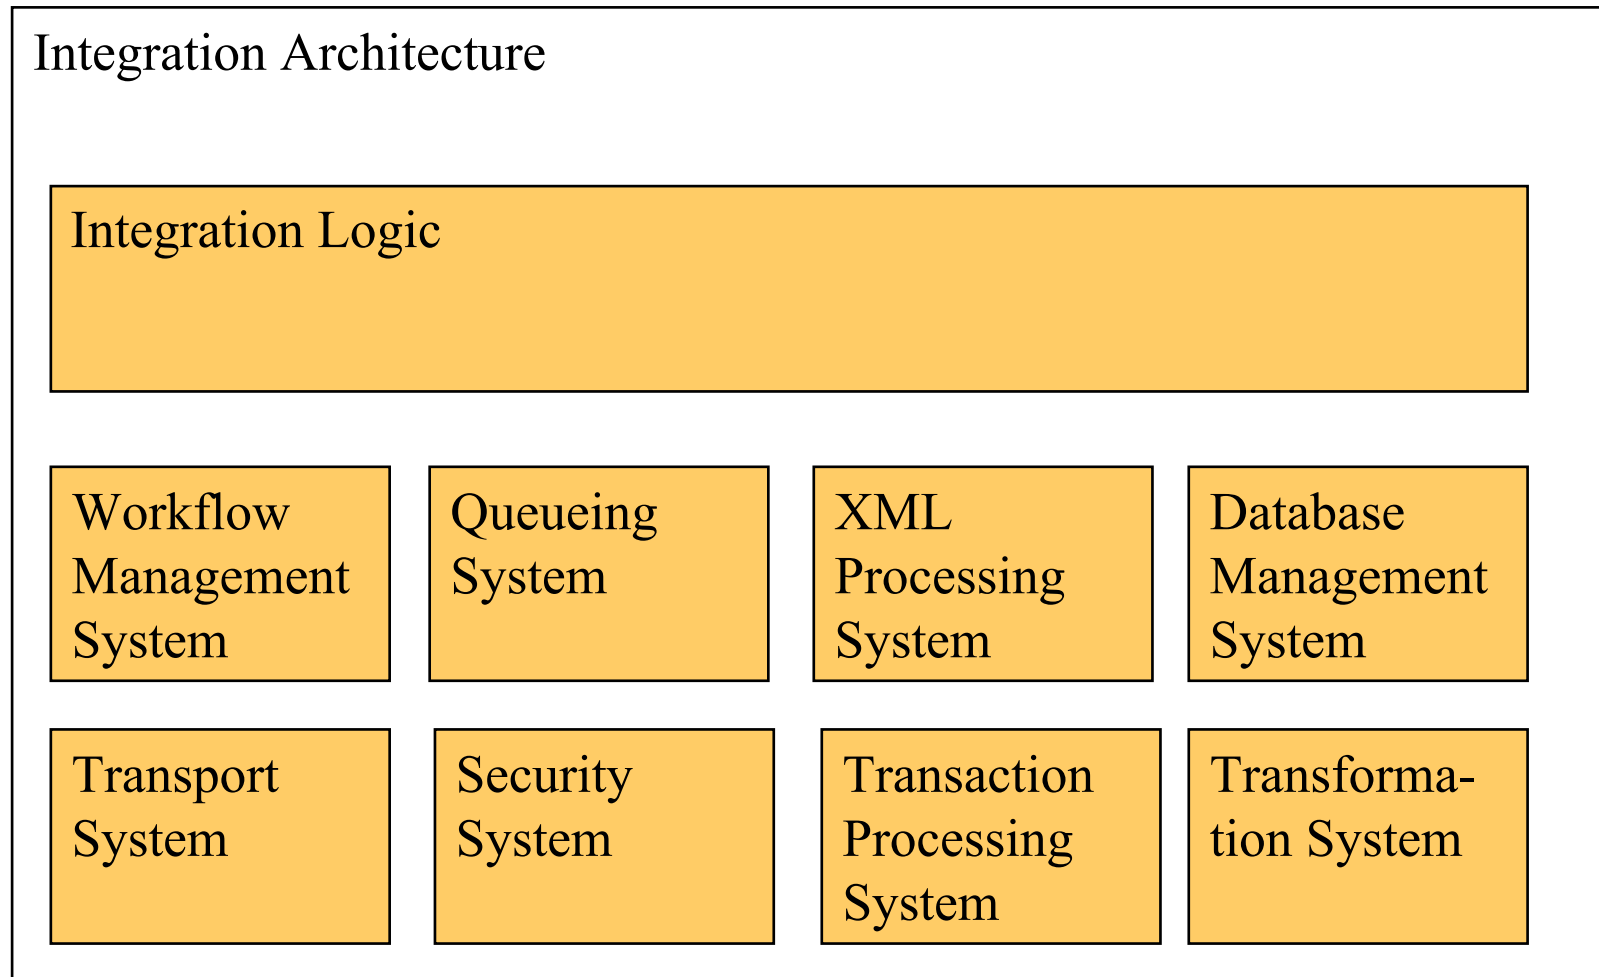 Integration Architecture
Integration Logic
Workflow
Management
System
Queueing
System
XML
Processing
System
Database
Management
System
Transport
System
Security
System
Transaction
Processing
System
Transforma-
tion System